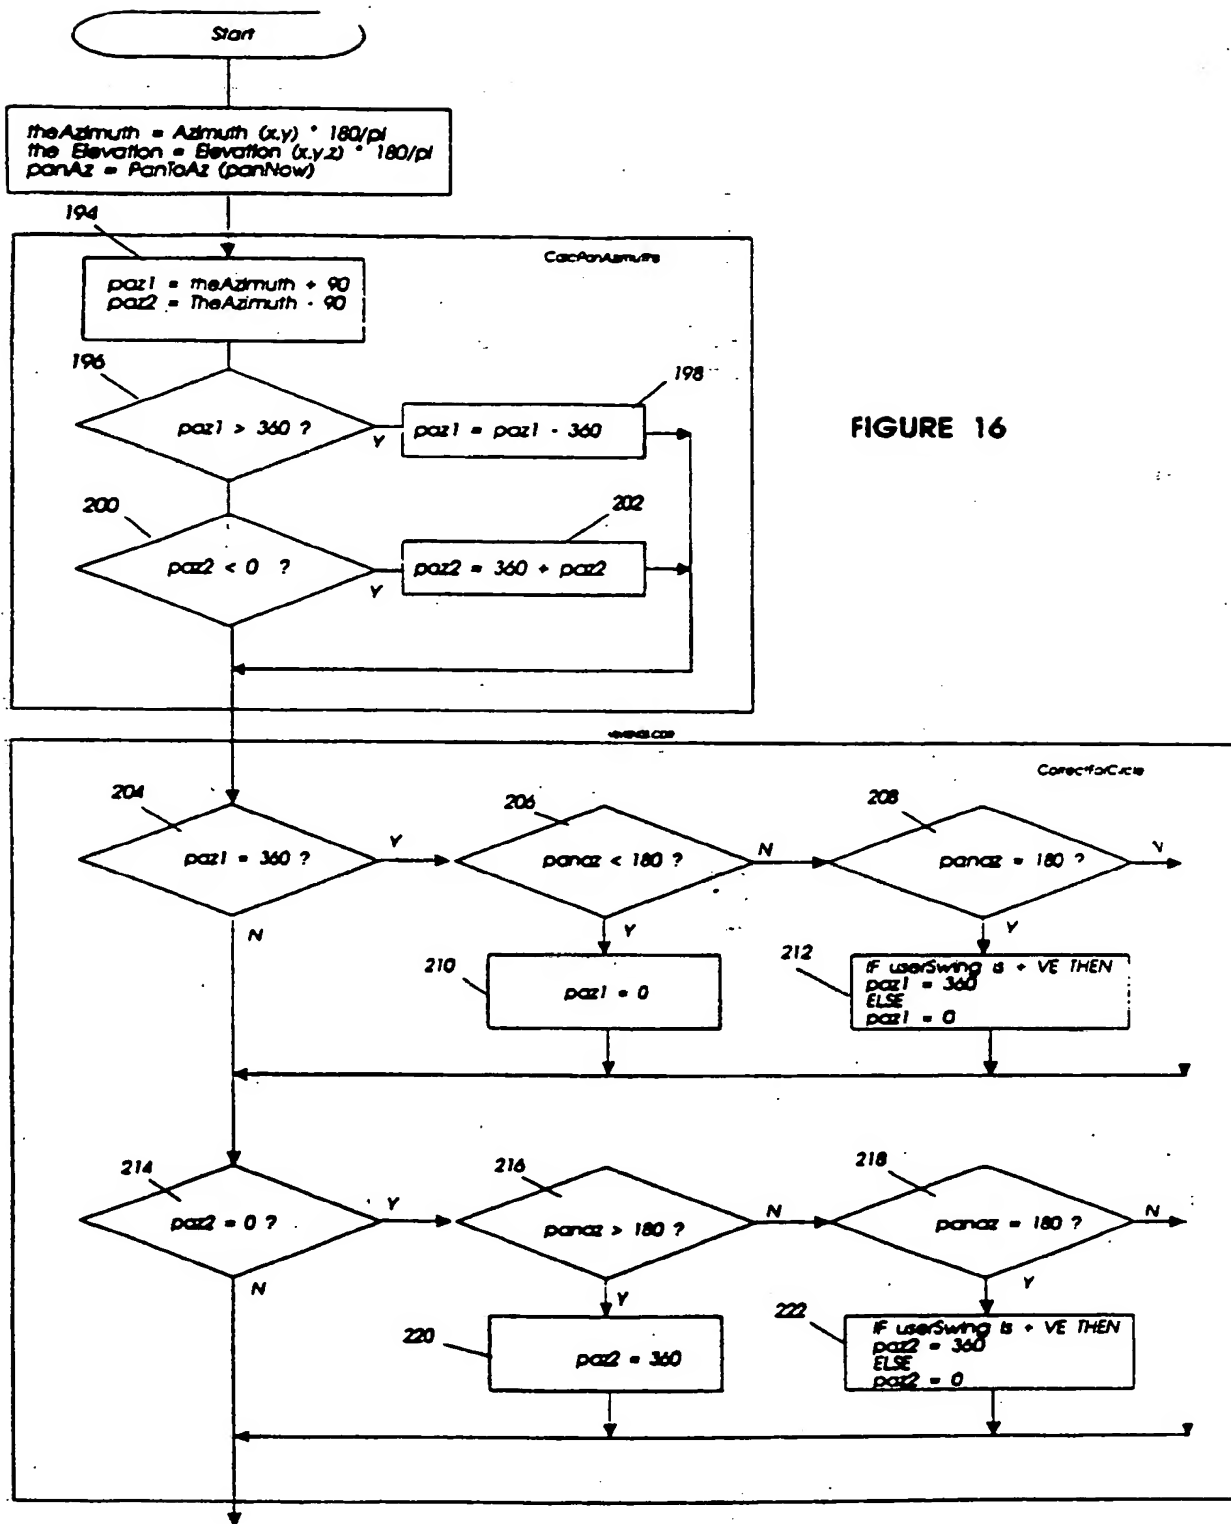 Start
theAzimuth = Azimuth (x,y) * 180/pi
the Elevation = Elevation (x,y,z) * 180/pi
panAz = PanToAz (panNow)
194
CalcPanAzimuths
paz1 = theAzimuth + 90
paz2 = TheAzimuth - 90
196
198
paz1 > 360 ?
Y
paz1 = paz1 - 360
FIGURE 16
200
202
paz2 < 0 ?
Y
paz2 = 360 + paz2
CorrectForCircle
204
206
208
paz1 = 360 ?
Y
panaz < 180 ?
N
panaz = 180 ?
N
N
Y
Y
210
paz1 = 0
212
IF userSwing is + VE THEN
paz1 = 360
ELSE
paz1 = 0
214
216
218
paz2 = 0 ?
Y
panaz > 180 ?
N
panaz = 180 ?
N
N
Y
Y
220
paz2 = 360
222
IF userSwing is + VE THEN
paz2 = 360
ELSE
paz2 = 0